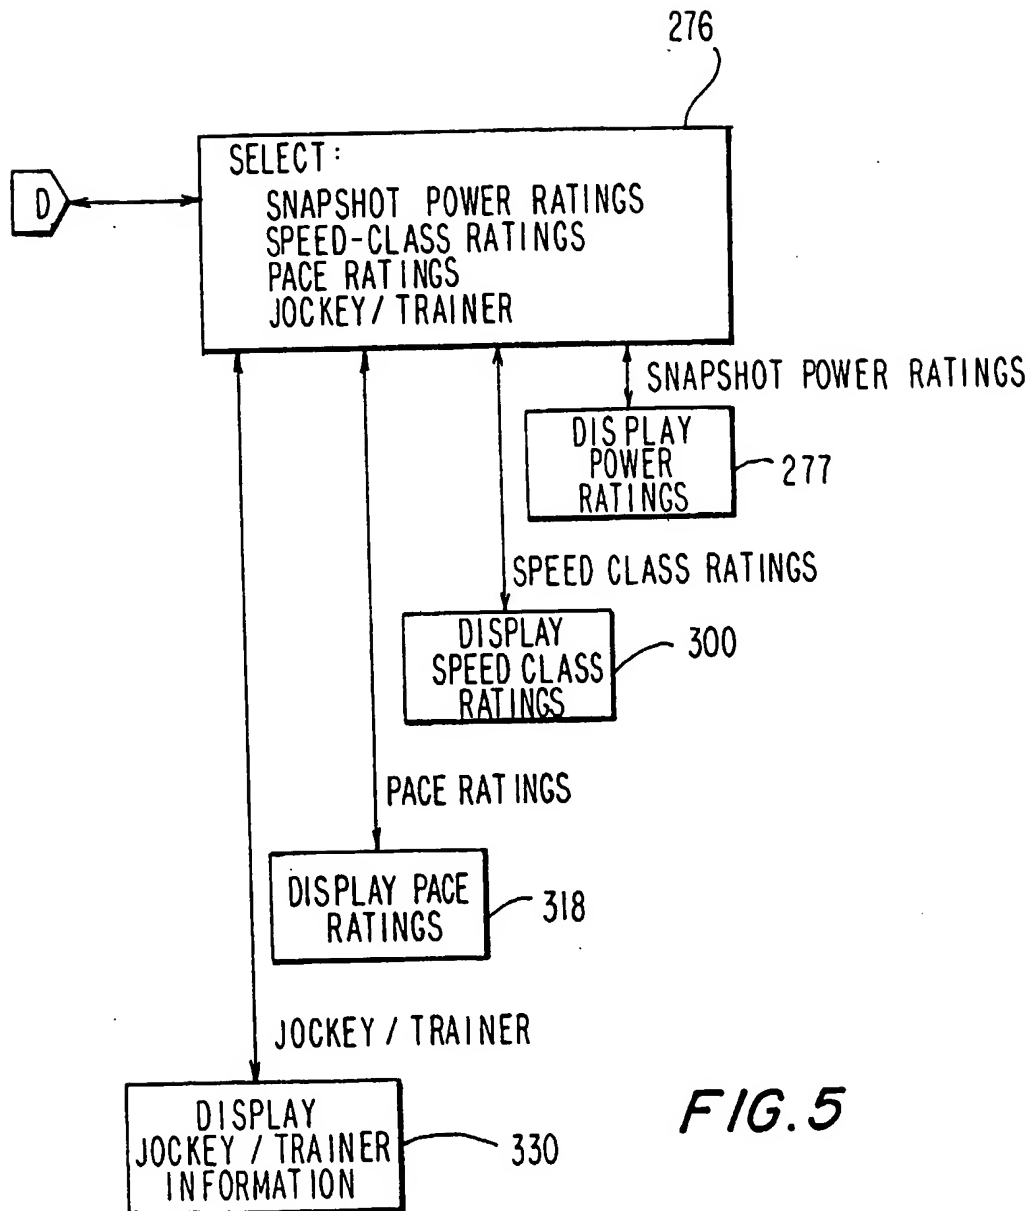 276
SELECT:
SNAPSHOT POWER RATINGS
SPEED-CLASS RATINGS
PACE RATINGS
JOCKEY/TRAINER
D
SNAPSHOT POWER RATINGS
DISPLAY
POWER
RATINGS
277
SPEED CLASS RATINGS
DISPLAY
SPEED CLASS
RATINGS
300
PACE RATINGS
DISPLAY PACE
RATINGS
318
JOCKEY / TRAINER
DISPLAY
JOCKEY / TRAINER
INFORMATION
330
FIG. 5